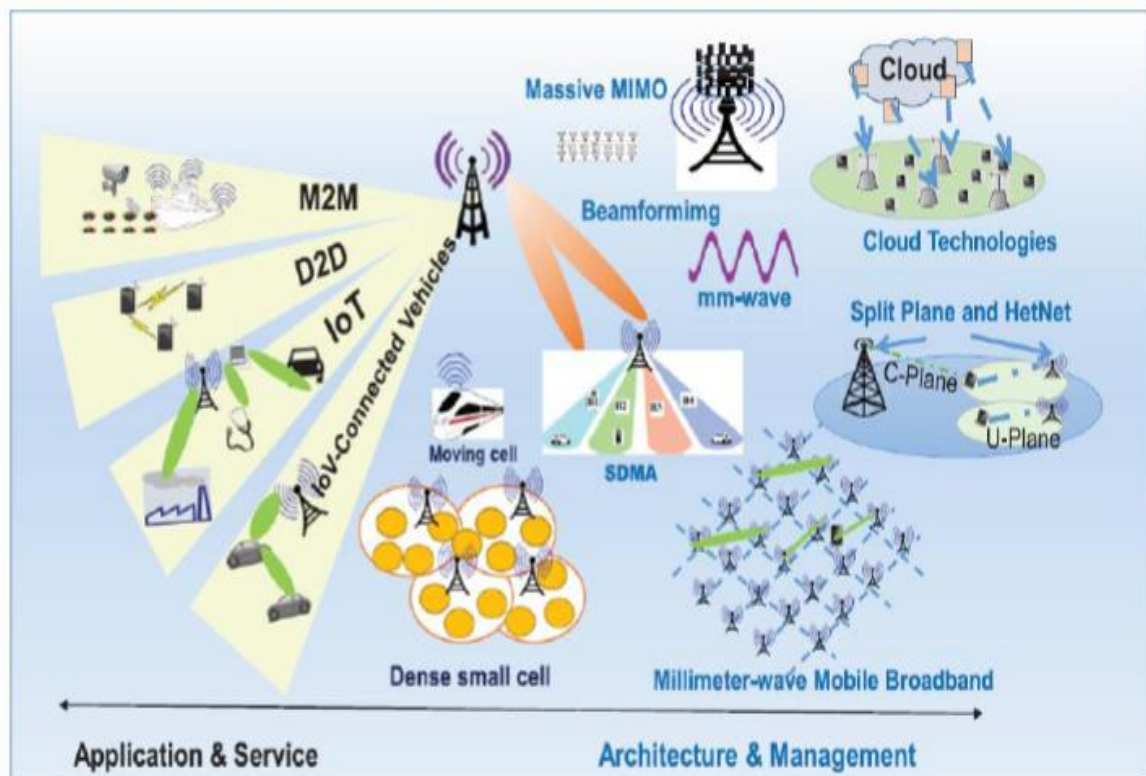 Massive MIMO
Cloud
M2M
D2D
IoT
IoV-Connected Vehicles
Beamformimg
mm-wave
Cloud Technologies
Split Plane and HetNet
C-Plane
U-Plane
Moving cell
SDMA
Dense small cell
Millimeter-wave Mobile Broadband
Application & Service
Architecture & Management